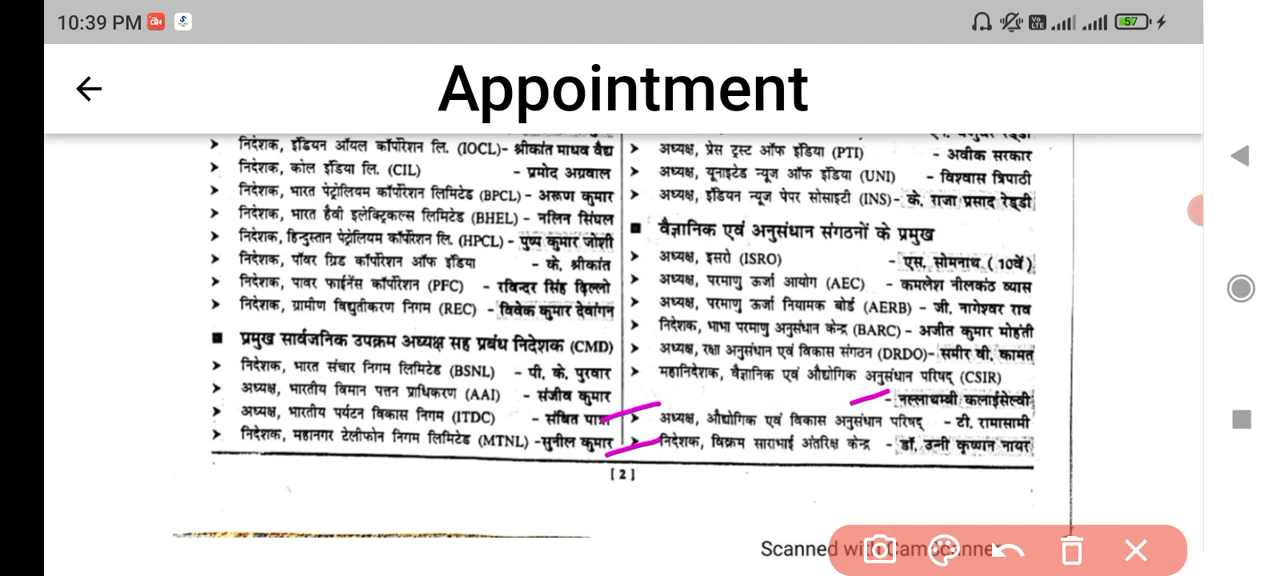 10:39 PM
57
Appointment
➤ निदेशक, इंडियन ऑयल कॉर्पोरेशन लि. (IOCL)- श्रीकांत माधव वैद्य
➤ निदेशक, कोल इंडिया लि. (CIL) - प्रमोद अग्रवाल
➤ निदेशक, भारत पेट्रोलियम कॉर्पोरेशन लिमिटेड (BPCL) - अरूण कुमार
➤ निदेशक, भारत हैवी इलेक्ट्रिकल्स लिमिटेड (BHEL) - नलिन सिंघल
➤ निदेशक, हिन्दुस्तान पेट्रोलियम कॉर्पोरेशन लि. (HPCL) - पुष्प कुमार जोशी
➤ निदेशक, पॉवर ग्रिड कॉर्पोरेशन ऑफ इंडिया - के. श्रीकांत
➤ निदेशक, पावर फाईनेंस कॉर्पोरेशन (PFC) - रविन्दर सिंह ढ़िल्लो
➤ निदेशक, ग्रामीण विद्युतीकरण निगम (REC) - विवेक कुमार देवांगन
■ प्रमुख सार्वजनिक उपक्रम अध्यक्ष सह प्रबंध निदेशक (CMD)
➤ निदेशक, भारत संचार निगम लिमिटेड (BSNL) - पी. के. पुरवार
➤ अध्यक्ष, भारतीय विमान पत्तन प्राधिकरण (AAI) - संजीव कुमार
➤ अध्यक्ष, भारतीय पर्यटन विकास निगम (ITDC) - संबित
➤ निदेशक, महानगर टेलीफोन निगम लिमिटेड (MTNL) -सुनील कुमार
➤ अध्यक्ष, प्रेस ट्रस्ट ऑफ इंडिया (PTI) - अवीक सरकार
➤ अध्यक्ष, यूनाइटेड न्यूज ऑफ इंडिया (UNI) - विश्वास त्रिपाठी
➤ अध्यक्ष, इंडियन न्यूज पेपर सोसाइटी (INS)- के. राजा प्रसाद रेड्डी
■ वैज्ञानिक एवं अनुसंधान संगठनों के प्रमुख
➤ अध्यक्ष, इसरो (ISRO) - एस. सोमनाथ (10वें)
➤ अध्यक्ष, परमाणु ऊर्जा आयोग (AEC) - कमलेश नीलकंठ व्यास
➤ अध्यक्ष, परमाणु ऊर्जा नियामक बोर्ड (AERB) - जी. नागेश्वर राव
➤ निदेशक, भाभा परमाणु अनुसंधान केन्द्र (BARC) - अजीत कुमार मोहंती
➤ अध्यक्ष, रक्षा अनुसंधान एवं विकास संगठन (DRDO)- समीर वी. कामत
➤ महानिदेशक, वैज्ञानिक एवं औद्योगिक अनुसंधान परिषद् (CSIR)
- नल्लाथम्बी कलाईसेल्वी
➤ अध्यक्ष, औद्योगिक एवं विकास अनुसंधान परिषद् - टी. रामासामी
➤ निदेशक, विक्रम साराभाई अंतरिक्ष केन्द्र - डॉ. उन्नी कृष्णन नायर
[2]
Scanned with CamScanner